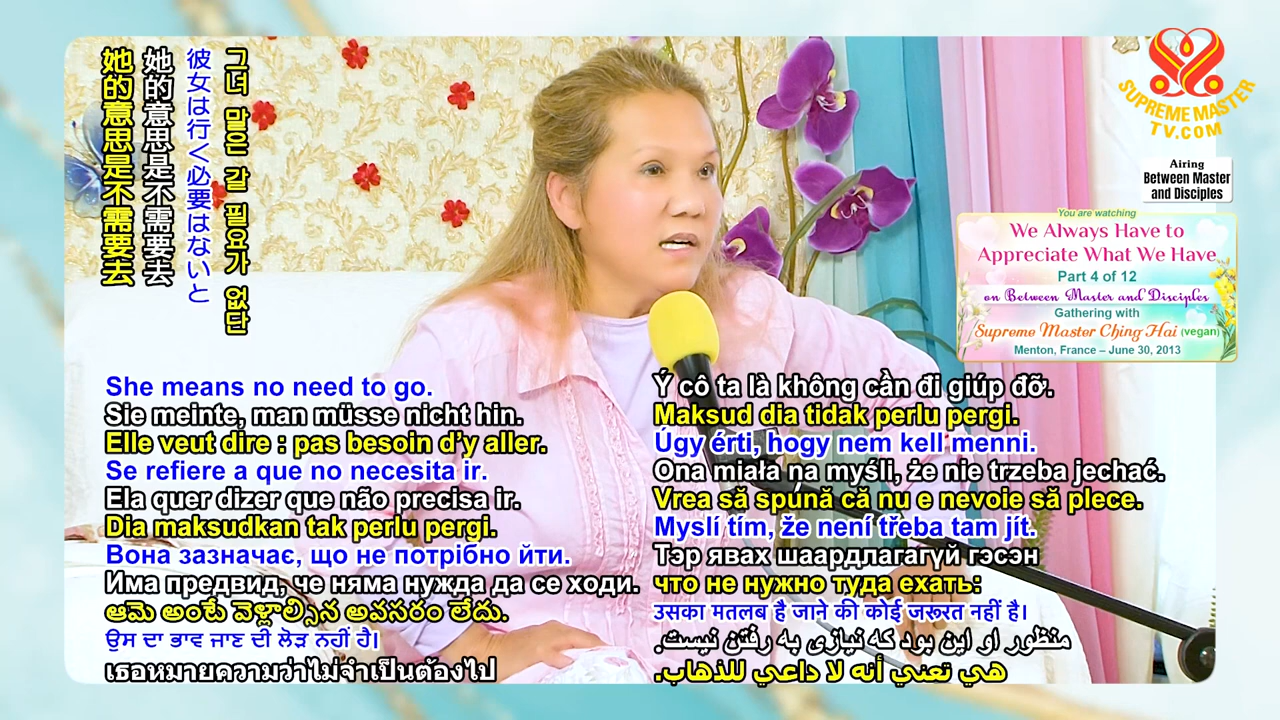 她的意思是不需要去
她的意思是不需要去
彼女は行く必要はないと
그녀 말은 갈 필요가 없단
SUPREME MASTER
TV.COM
Airing
Between Master
and Disciples
You are watching
We Always Have to
Appreciate What We Have
Part 4 of 12
on Between Master and Disciples
Gathering with
Supreme Master Ching Hai (vegan)
Menton, France – June 30, 2013
She means no need to go.
Sie meinte, man müsse nicht hin.
Elle veut dire : pas besoin d’y aller.
Se refiere a que no necesita ir.
Ela quer dizer que não precisa ir.
Dia maksudkan tak perlu pergi.
Вона зазначає, що не потрібно йти.
Има предвид, че няма нужда да се ходи.
ఆమె అంటే వెళ్లాల్సిన అవసరం లేదు.
ਉਸ ਦਾ ਭਾਵ ਜਾਣ ਦੀ ਲੋੜ ਨਹੀਂ ਹੈ।
เธอหมายความว่าไม่จำเป็นต้องไป
Ý cô ta là không cần đi giúp đỡ.
Maksud dia tidak perlu pergi.
Úgy érti, hogy nem kell menni.
Ona miała na myśli, że nie trzeba jechać.
Vrea să spună că nu e nevoie să plece.
Myslí tím, že není třeba tam jít.
Тэр явах шаардлагагүй гэсэн
что не нужно туда ехать:
उसका मतलब है जाने की कोई जरूरत नहीं है।
منظور او این بود که نیازی به رفتن نیست.
هي تعني أنه لا داعي للذهاب.